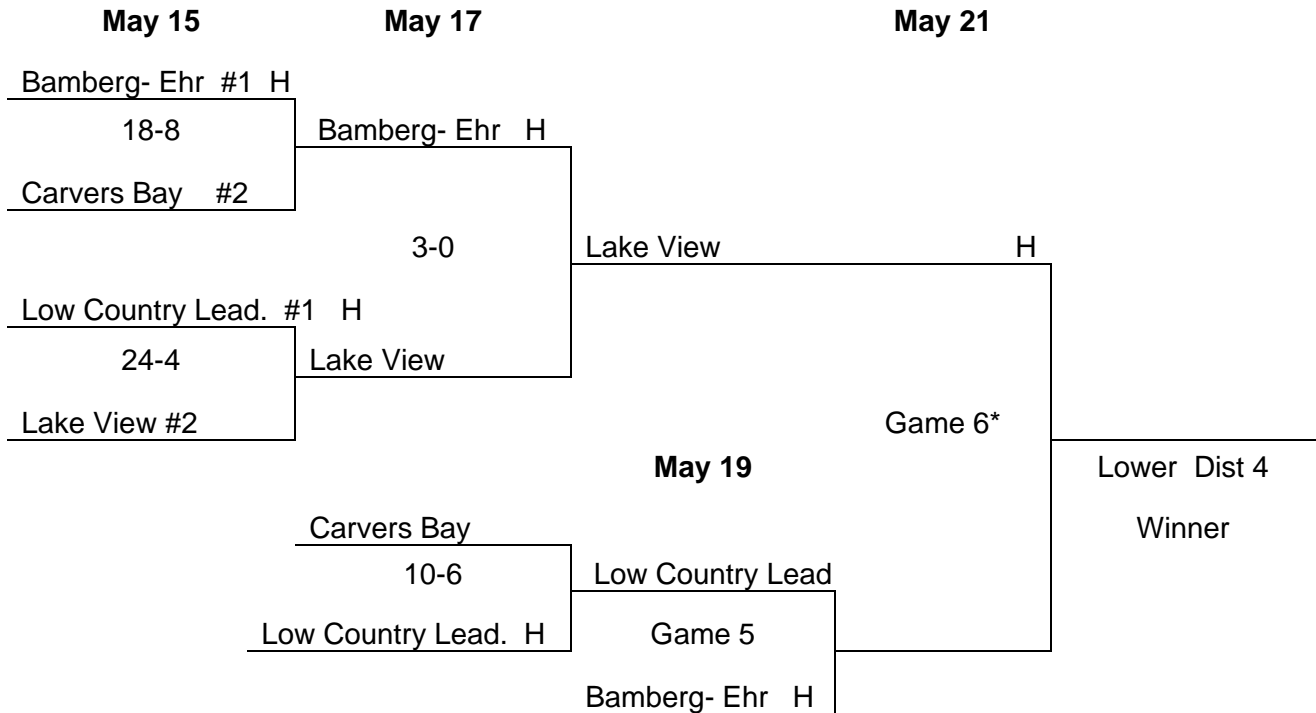 May 15 May 17 May 21
Bamberg- Ehr #1 H
18-8 Bamberg- Ehr H
Carvers Bay #2
3-0 Lake View H
Low Country Lead. #1 H
24-4 Lake View
Lake View #2 Game 6*
May 19 Lower Dist 4
Carvers Bay Winner
10-6 Low Country Lead
Low Country Lead. H Game 5
Bamberg- Ehr H